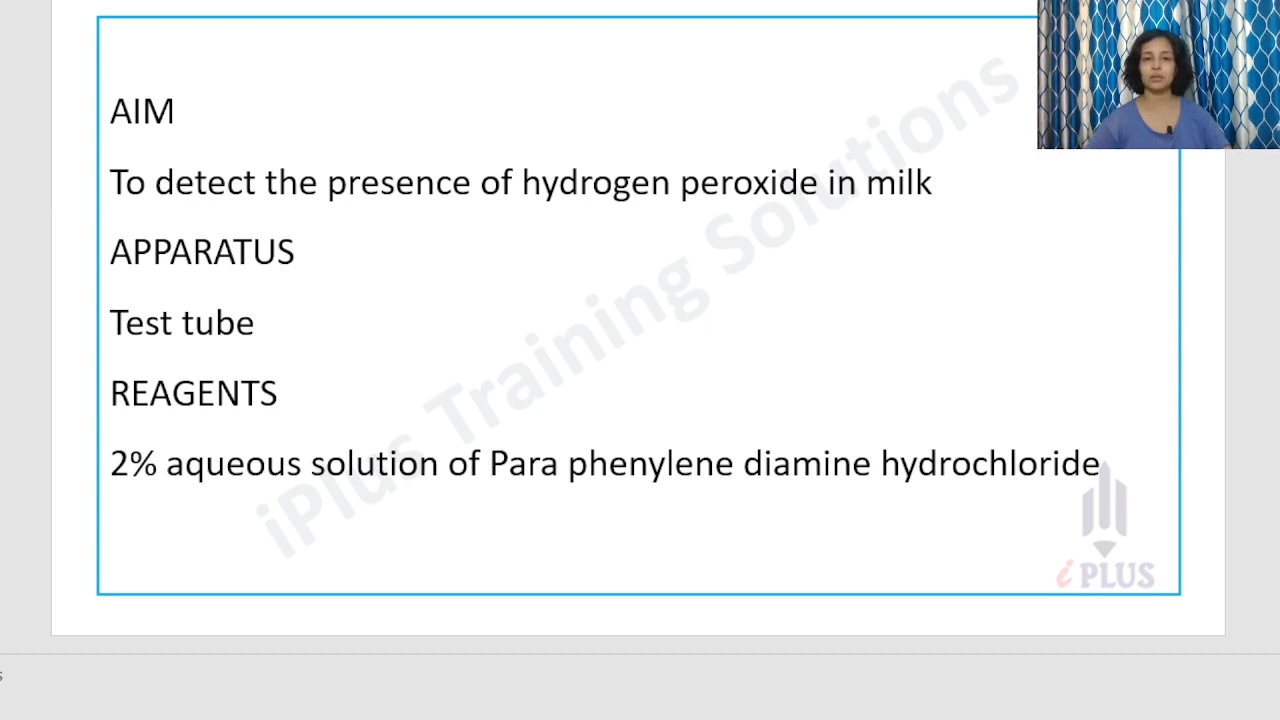 AIM
To detect the presence of hydrogen peroxide in milk
APPARATUS
Test tube
REAGENTS
2% aqueous solution of Para phenylene diamine hydrochloride
iPlus Training Solutions
i PLUS
s